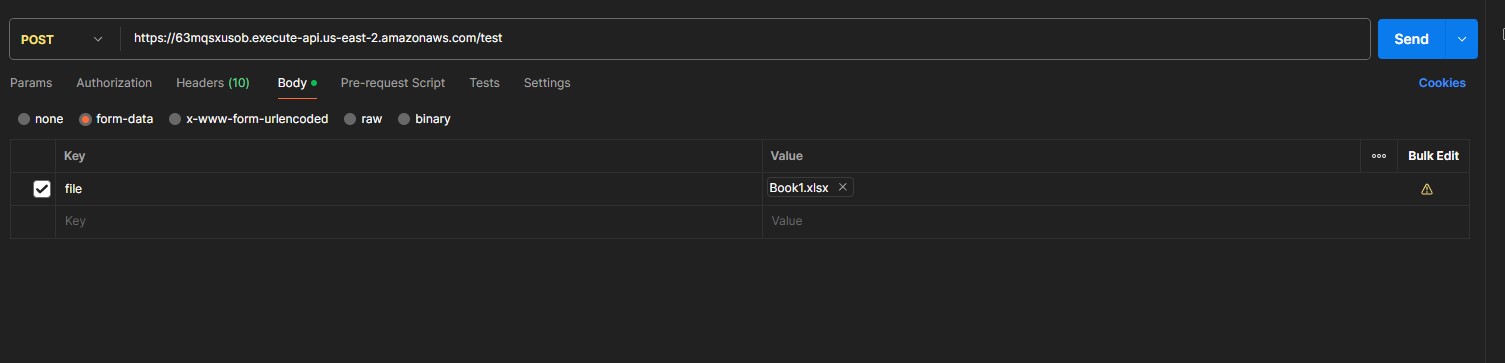 POST https://63mqsxusob.execute-api.us-east-2.amazonaws.com/test Send
Params Authorization Headers (10) Body Pre-request Script Tests Settings Cookies
none form-data x-www-form-urlencoded raw binary
Key Value Bulk Edit
file Book1.xlsx
Key Value